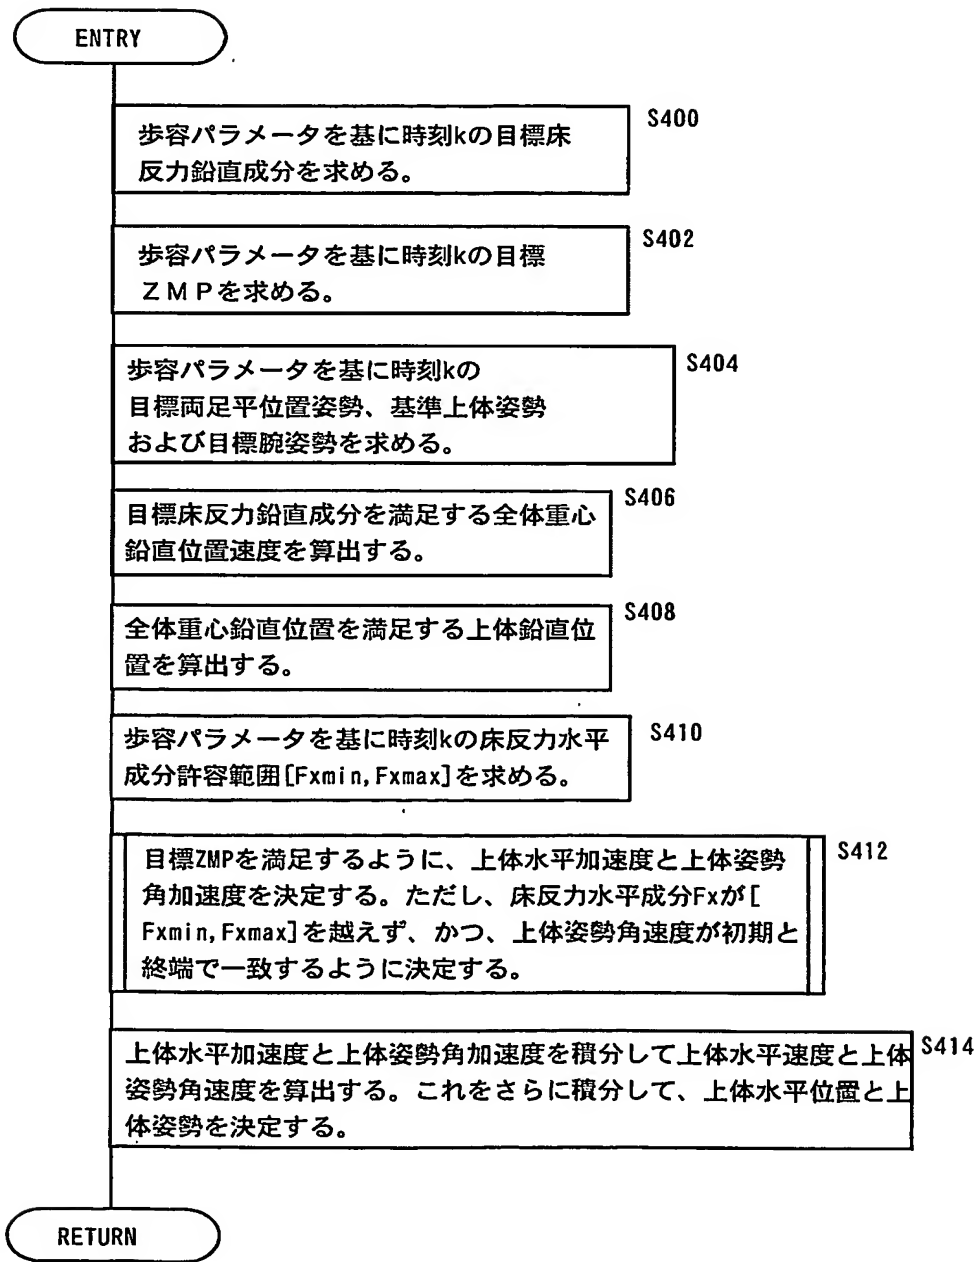 ENTRY
S400
歩容パラメータを基に時刻kの目標床
反力鉛直成分を求める。
S402
歩容パラメータを基に時刻kの目標
ＺＭＰを求める。
S404
歩容パラメータを基に時刻kの
目標両足平位置姿勢、基準上体姿勢
および目標腕姿勢を求める。
S406
目標床反力鉛直成分を満足する全体重心
鉛直位置速度を算出する。
S408
全体重心鉛直位置を満足する上体鉛直位
置を算出する。
S410
歩容パラメータを基に時刻kの床反力水平
成分許容範囲[Fxmin,Fxmax]を求める。
S412
目標ZMPを満足するように、上体水平加速度と上体姿勢
角加速度を決定する。ただし、床反力水平成分Fxが[
Fxmin,Fxmax]を越えず、かつ、上体姿勢角速度が初期と
終端で一致するように決定する。
S414
上体水平加速度と上体姿勢角加速度を積分して上体水平速度と上体
姿勢角速度を算出する。これをさらに積分して、上体水平位置と上
体姿勢を決定する。
RETURN